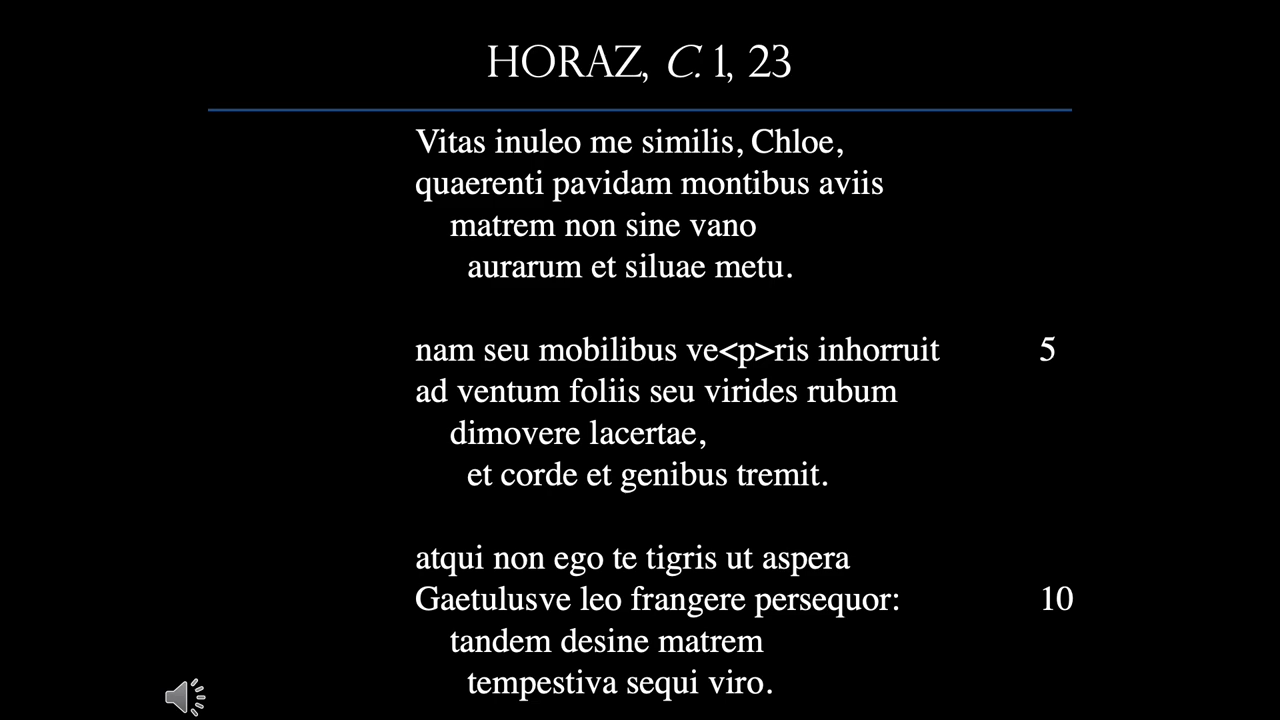 HORAZ, C. 1, 23
Vitas inuleo me similis, Chloe,
quaerenti pavidam montibus aviis
matrem non sine vano
aurarum et siluae metu.
nam seu mobilibus ve<p>ris inhorruit 5
ad ventum foliis seu virides rubum
dimovere lacertae,
et corde et genibus tremit.
atqui non ego te tigris ut aspera
Gaetulusve leo frangere persequor: 10
tandem desine matrem
tempestiva sequi viro.